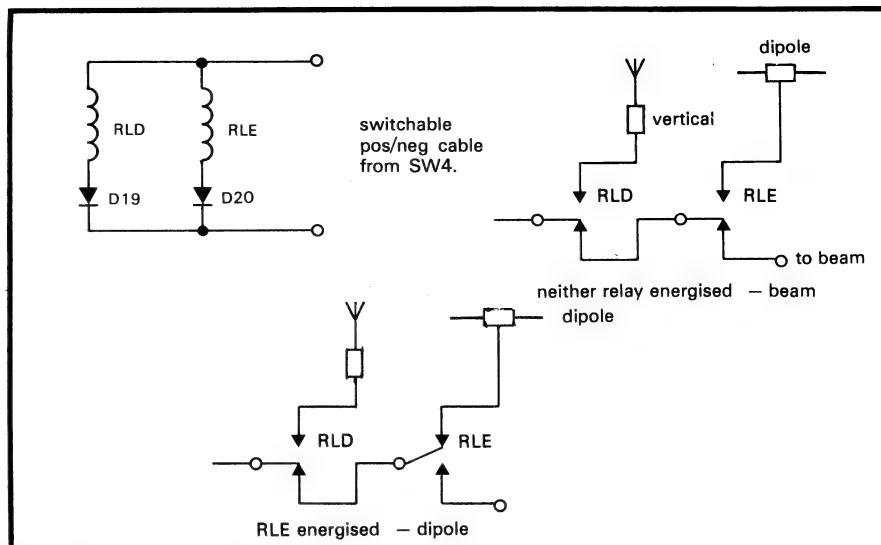 RLD
RLE
D19
D20
switchable
pos/neg cable
from SW4.
dipole
vertical
RLD
RLE
to beam
neither relay energised — beam
dipole
RLD
RLE
RLE energised — dipole